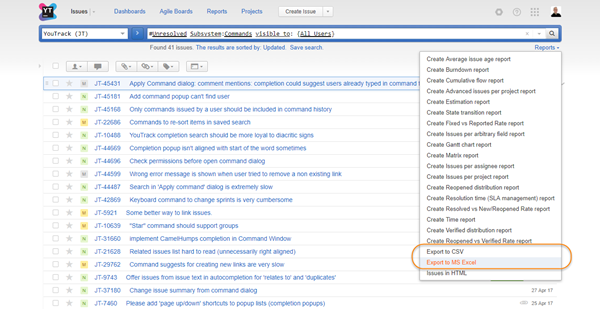 YT
Issues
Dashboards
Agile Boards
Reports
Projects
Create Issue
YouTrack (JT)
#Unresolved Subsystem:Commands visible to: {All Users}
Found 41 issues. The results are sorted by: Updated Save search
Reports
M JT-45431 Apply Command dialog: comment mentions: completion could suggest users already typed in command
N JT-45181 Add comment popup can't find user
N JT-45168 Only commands issued by a user should be included in command history
M JT-22686 Commands to re-sort items in saved search
N JT-10488 YouTrack completion search should be more loyal to diacritic signs
N JT-44669 Completion popup isn't aligned with start of the word sometimes
N JT-44696 Check permissions before open command dialog
N JT-44399 Wrong error message is shown when user tried to remove a non existing link
N JT-44487 Search in 'Apply command' dialog is extremely slow
N JT-42869 Keyboard command to change sprints is very cumbersome
M JT-5921 Some better way to link issues.
M JT-10639 "Star" command should support groups
N JT-31660 implement CamelHumps completion in Command Window
N JT-21628 Related issues list hard to read (unnecessarily right aligned)
M JT-29762 Command suggests for creating new links are very slow
N JT-9743 Offer issues from issue text in autocompletion for 'relates to' and 'duplicates'
N JT-37180 Change issue summary from command dialog
27 Apr 17
N JT-7460 Please add 'page up/down' shortcuts to popup lists (completion popups)
25 Apr 17
Create Average issue age report
Create Burndown report
Create Cumulative flow report
Create Advanced issues per project report
Create Estimation report
Create State transition report
Create Fixed vs Reported Rate report
Create Issues per arbitrary field report
Create Gantt chart report
Create Matrix report
Create Issues per assignee report
Create Issues per project report
Create Reopened distribution report
Create Resolution time (SLA management) report
Create Resolved vs New/Reopened Rate report
Create Time report
Create Verified distribution report
Create Reopened vs Verified Rate report
Export to CSV
Export to MS Excel
Issues in HTML